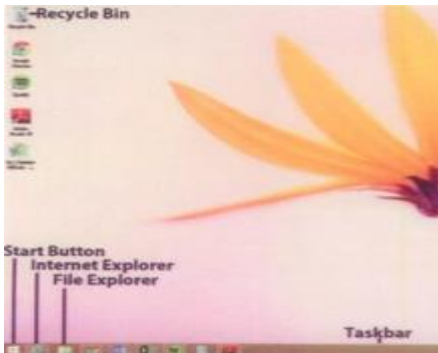 Recycle Bin
Start Button
Internet Explorer
File Explorer
Taskbar